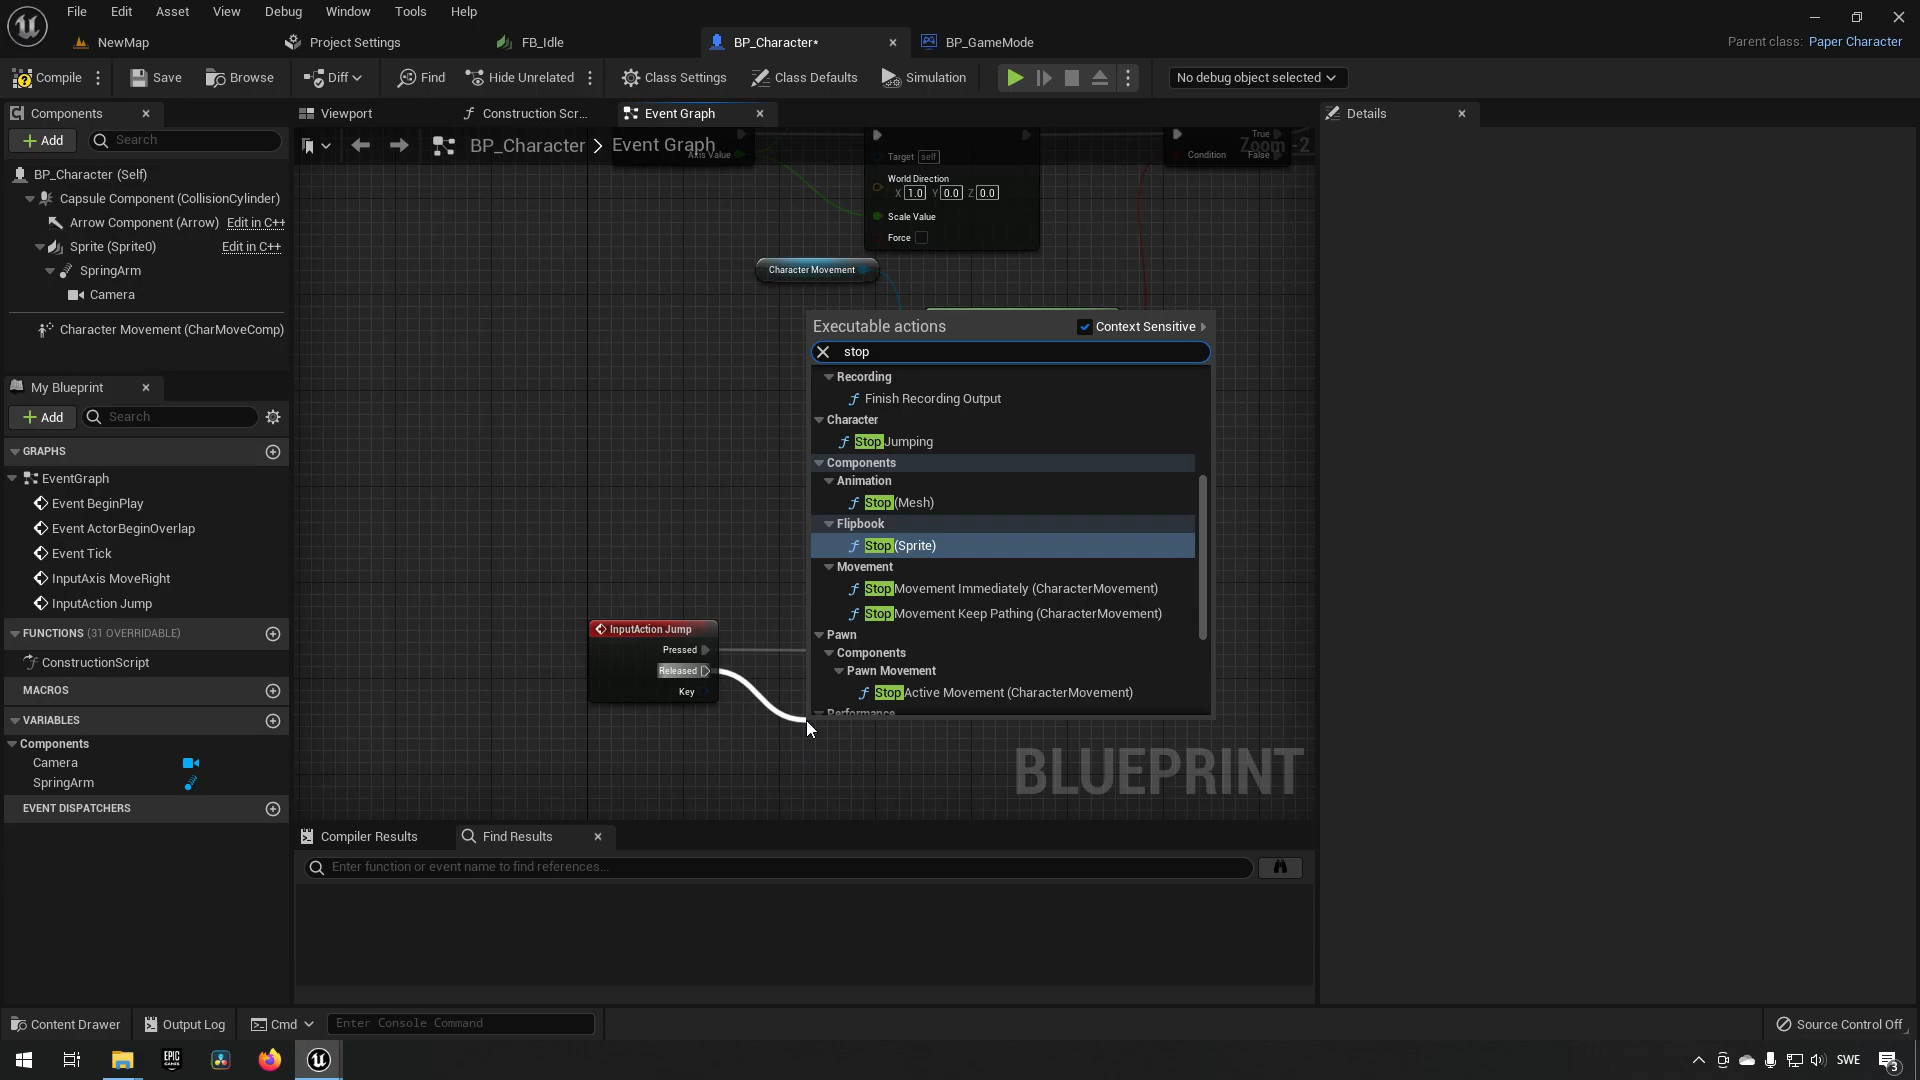 File Edit Asset View Debug Window Tools Help
NewMap Project Settings FB_Idle BP_Character* BP_GameMode
Parent class: Paper Character
Compile Save Browse Diff Find Hide Unrelated Class Settings Class Defaults Simulation No debug object selected
Components
Add Search
BP_Character (Self)
Capsule Component (CollisionCylinder)
Arrow Component (Arrow) Edit in C++
Sprite (Sprite0) Edit in C++
SpringArm
Camera
Character Movement (CharMoveComp)
My Blueprint
Add Search
GRAPHS
EventGraph
Event BeginPlay
Event ActorBeginOverlap
Event Tick
InputAxis MoveRight
InputAction Jump
FUNCTIONS (31 OVERRIDABLE)
ConstructionScript
MACROS
VARIABLES
Components
Camera
SpringArm
EVENT DISPATCHERS
Viewport Construction Scr... Event Graph
BP_Character > Event Graph
Zoom -2
Axis Value
Target self
World Direction
X 1.0 Y 0.0 Z 0.0
Scale Value
Force
True
Condition False
Character Movement
Executable actions Context Sensitive
stop
Recording
Finish Recording Output
Character
Stop Jumping
Components
Animation
Stop (Mesh)
Flipbook
Stop (Sprite)
Movement
Stop Movement Immediately (CharacterMovement)
Stop Movement Keep Pathing (CharacterMovement)
Pawn
Components
Pawn Movement
Stop Active Movement (CharacterMovement)
Performance
InputAction Jump
Pressed
Released
Key
BLUEPRINT
Compiler Results Find Results
Enter function or event name to find references...
Details
Content Drawer Output Log Cmd Enter Console Command
Source Control Off
EPIC
GAMES
SWE
3